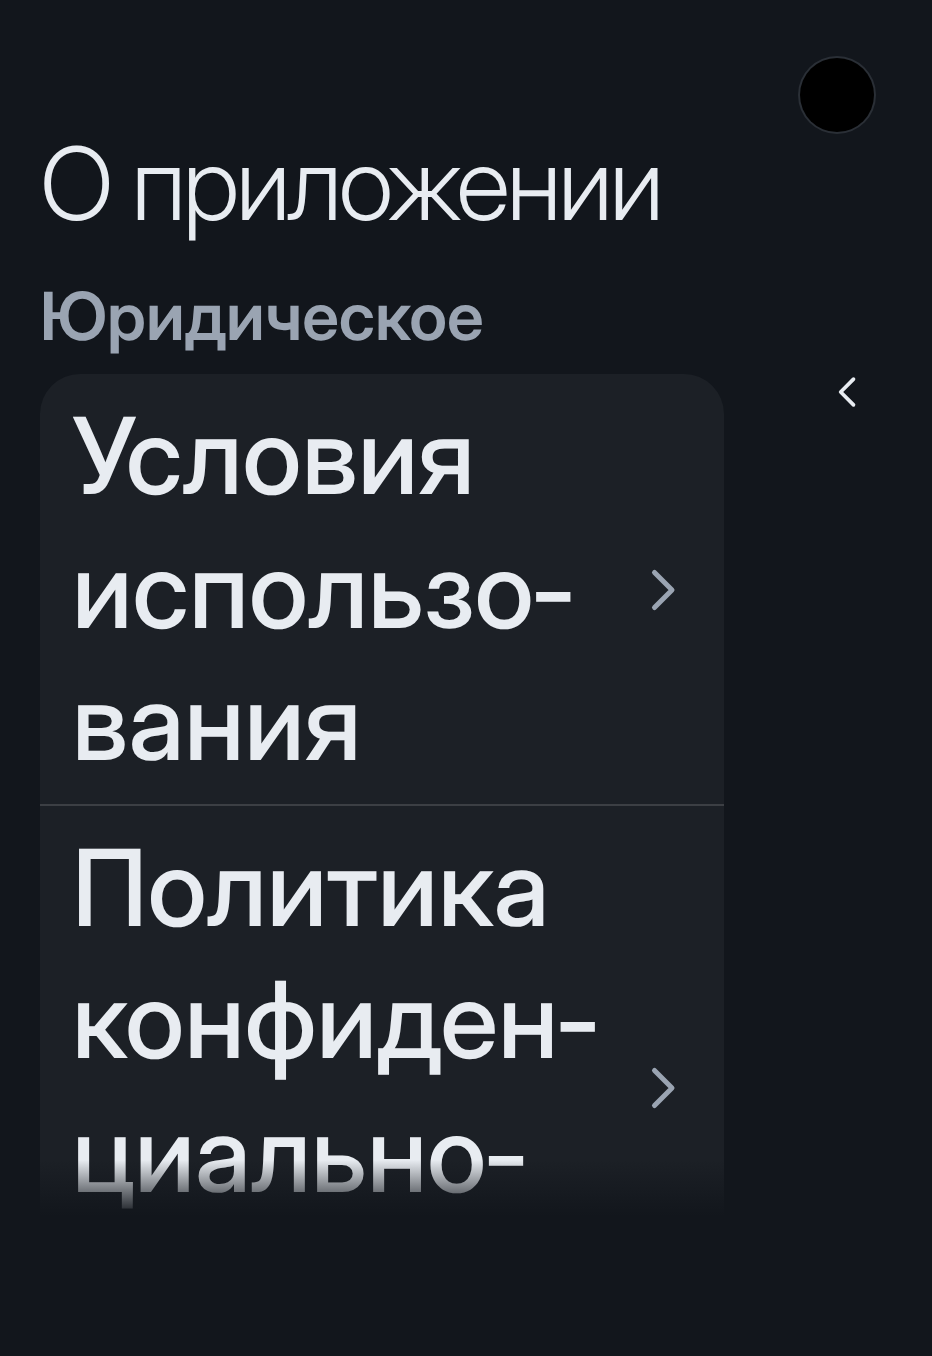 О приложении
Юридическое
Условия
использо-
вания
Политика
конфиден-
циально-